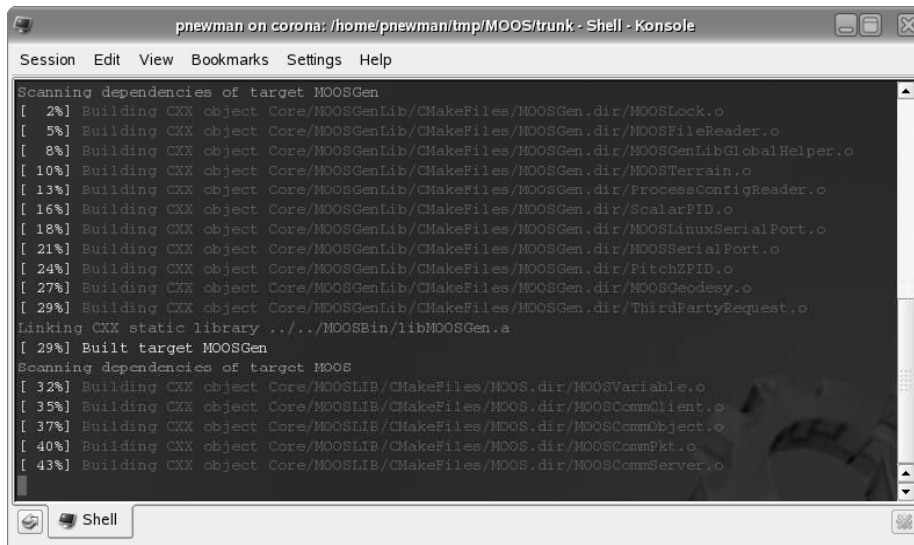 pnewman on corona: /home/pnewman/tmp/MOOS/trunk - Shell - Konsole
Session Edit View Bookmarks Settings Help
Scanning dependencies of target MOOSGen
[  2%] Building CXX object Core/MOOSGenLib/CMakeFiles/MOOSGen.dir/MOOSLock.o
[  5%] Building CXX object Core/MOOSGenLib/CMakeFiles/MOOSGen.dir/MOOSFileReader.o
[  8%] Building CXX object Core/MOOSGenLib/CMakeFiles/MOOSGen.dir/MOOSGenLibGlobalHelper.o
[ 10%] Building CXX object Core/MOOSGenLib/CMakeFiles/MOOSGen.dir/MOOSTerrain.o
[ 13%] Building CXX object Core/MOOSGenLib/CMakeFiles/MOOSGen.dir/ProcessConfigReader.o
[ 16%] Building CXX object Core/MOOSGenLib/CMakeFiles/MOOSGen.dir/ScalarPID.o
[ 18%] Building CXX object Core/MOOSGenLib/CMakeFiles/MOOSGen.dir/MOOSLinuxSerialPort.o
[ 21%] Building CXX object Core/MOOSGenLib/CMakeFiles/MOOSGen.dir/MOOSSerialPort.o
[ 24%] Building CXX object Core/MOOSGenLib/CMakeFiles/MOOSGen.dir/PitchZPID.o
[ 27%] Building CXX object Core/MOOSGenLib/CMakeFiles/MOOSGen.dir/MOOSGeodesy.o
[ 29%] Building CXX object Core/MOOSGenLib/CMakeFiles/MOOSGen.dir/ThirdPartyRequest.o
Linking CXX static library ../../MOOSBin/libMOOSGen.a
[ 29%] Built target MOOSGen
Scanning dependencies of target MOOS
[ 32%] Building CXX object Core/MOOSLIB/CMakeFiles/MOOS.dir/MOOSVariable.o
[ 35%] Building CXX object Core/MOOSLIB/CMakeFiles/MOOS.dir/MOOSCommClient.o
[ 37%] Building CXX object Core/MOOSLIB/CMakeFiles/MOOS.dir/MOOSCommObject.o
[ 40%] Building CXX object Core/MOOSLIB/CMakeFiles/MOOS.dir/MOOSCommPkt.o
[ 43%] Building CXX object Core/MOOSLIB/CMakeFiles/MOOS.dir/MOOSCommServer.o
Shell